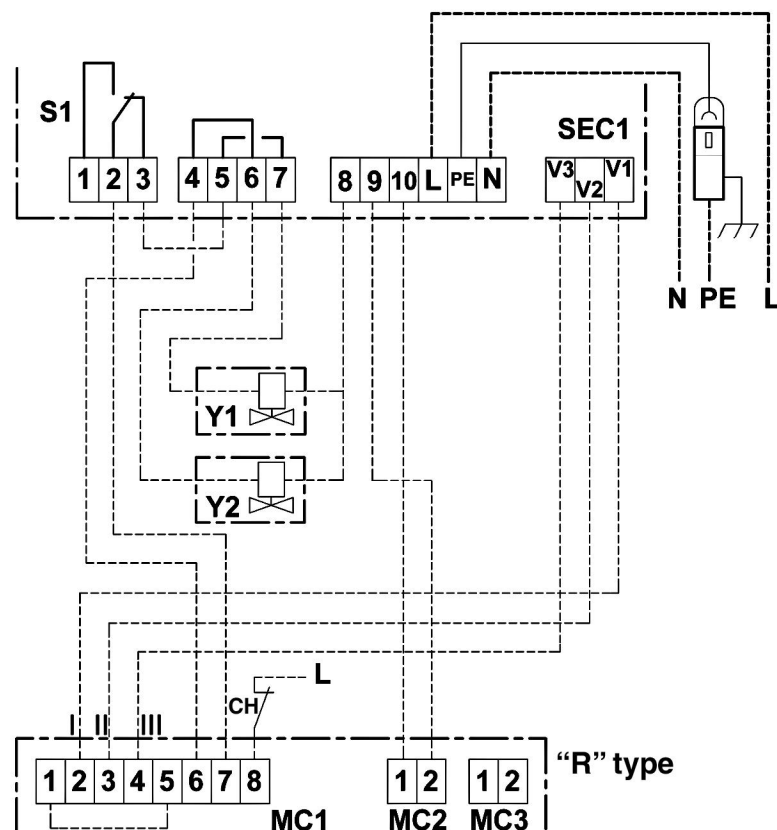 S1
SEC1
1 2 3
4 5 6 7
8 9 10 L PE N
V3 V2 V1
N PE L
Y1
Y2
L
CH
I II III
"R" type
1 2 3 4 5 6 7 8
1 2
1 2
MC1 MC2 MC3